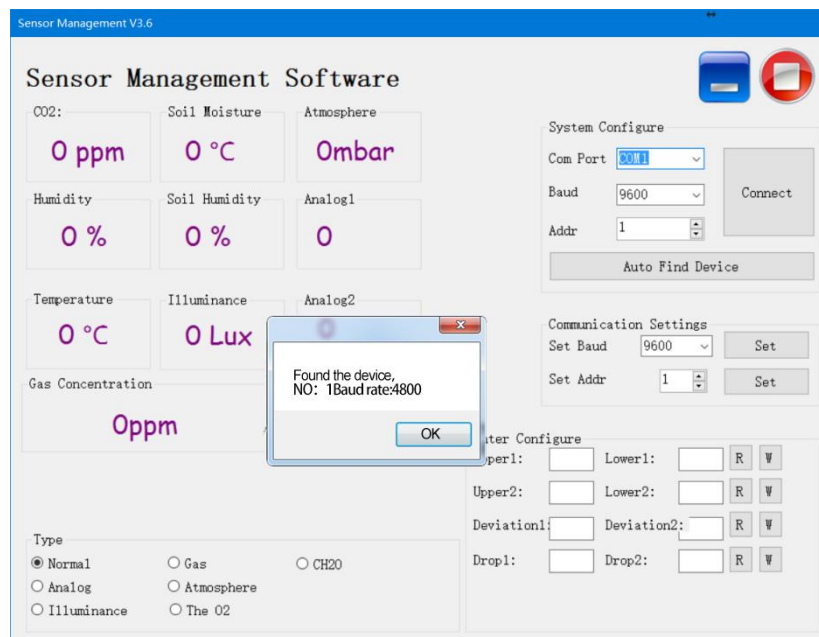 Sensor Management V3.6
Sensor Management Software
CO2:
Soil Moisture
Atmosphere
0 ppm
0 °C
0mbar
Humidity
Soil Humidity
Analog1
0 %
0 %
0
Temperature
Illuminance
Analog2
0 °C
0 Lux
0
Gas Concentration
0ppm
Found the device,
NO: 1Baud rate:4800
OK
System Configure
Com Port COM1
Baud 9600
Connect
Addr 1
Auto Find Device
Communication Settings
Set Baud 9600 Set
Set Addr 1 Set
Configure
Lower1: R W
Upper2: Lower2: R W
Deviation1: Deviation2: R W
Drop1: Drop2: R W
Type
Normal Gas CH20
Analog Atmosphere
Illuminance The O2